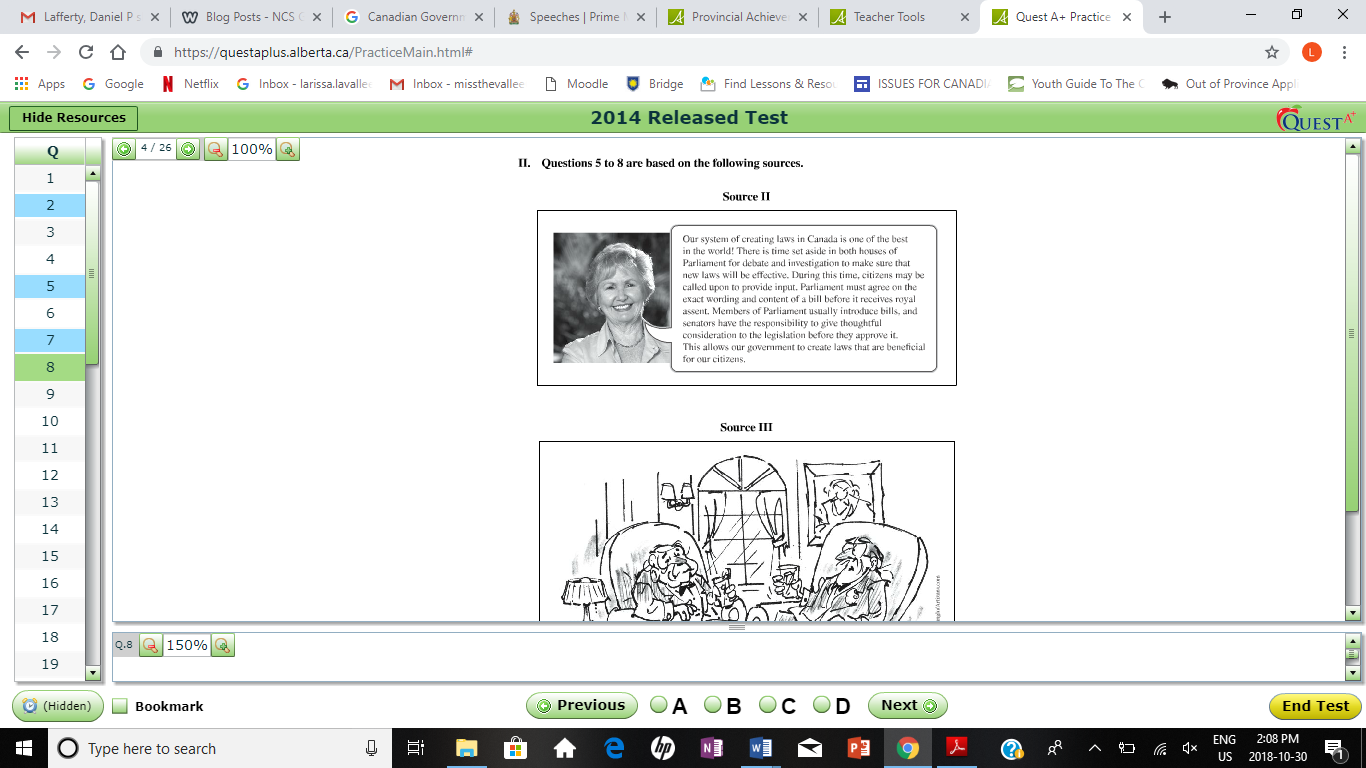 Lafferty, Daniel P s
Blog Posts - NCS
Canadian Governm
Speeches | Prime
Provincial Achieve
Teacher Tools
Quest A+ Practice
https://questaplus.alberta.ca/PracticeMain.html#
L
Apps
Google
Netflix
Inbox - larissa.lavalle
Inbox - missthevallee
Moodle
Bridge
Find Lessons & Resou
ISSUES FOR CANADI
Youth Guide To The
Out of Province Appl
Hide Resources
2014 Released Test
QUEST A+
Q
4 / 26
100%
1
2
3
4
5
6
7
8
9
10
11
12
13
14
15
16
17
18
19
II. Questions 5 to 8 are based on the following sources.
Source II
Our system of creating laws in Canada is one of the best
in the world! There is time set aside in both houses of
Parliament for debate and investigation to make sure that
new laws will be effective. During this time, citizens may be
called upon to provide input. Parliament must agree on the
exact wording and content of a bill before it receives royal
assent. Members of Parliament usually introduce bills, and
senators have the responsibility to give thoughtful
consideration to the legislation before they approve it.
This allows our government to create laws that are beneficial
for our citizens.
Source III
Q.8
150%
(Hidden)
Bookmark
Previous
A
B
C
D
Next
End Test
Type here to search
ENG
US
2:08 PM
2018-10-30
1